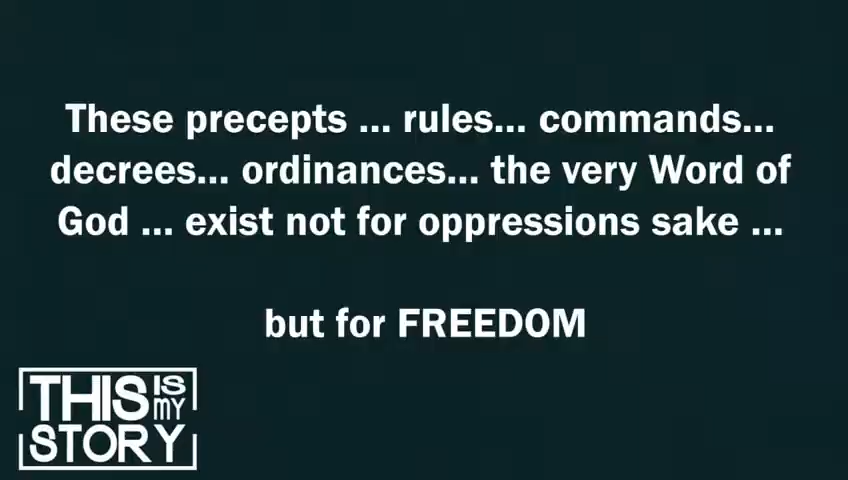 These precepts ... rules... commands...
decrees... ordinances... the very Word of
God ... exist not for oppressions sake ...
but for FREEDOM
THIS IS MY
STORY